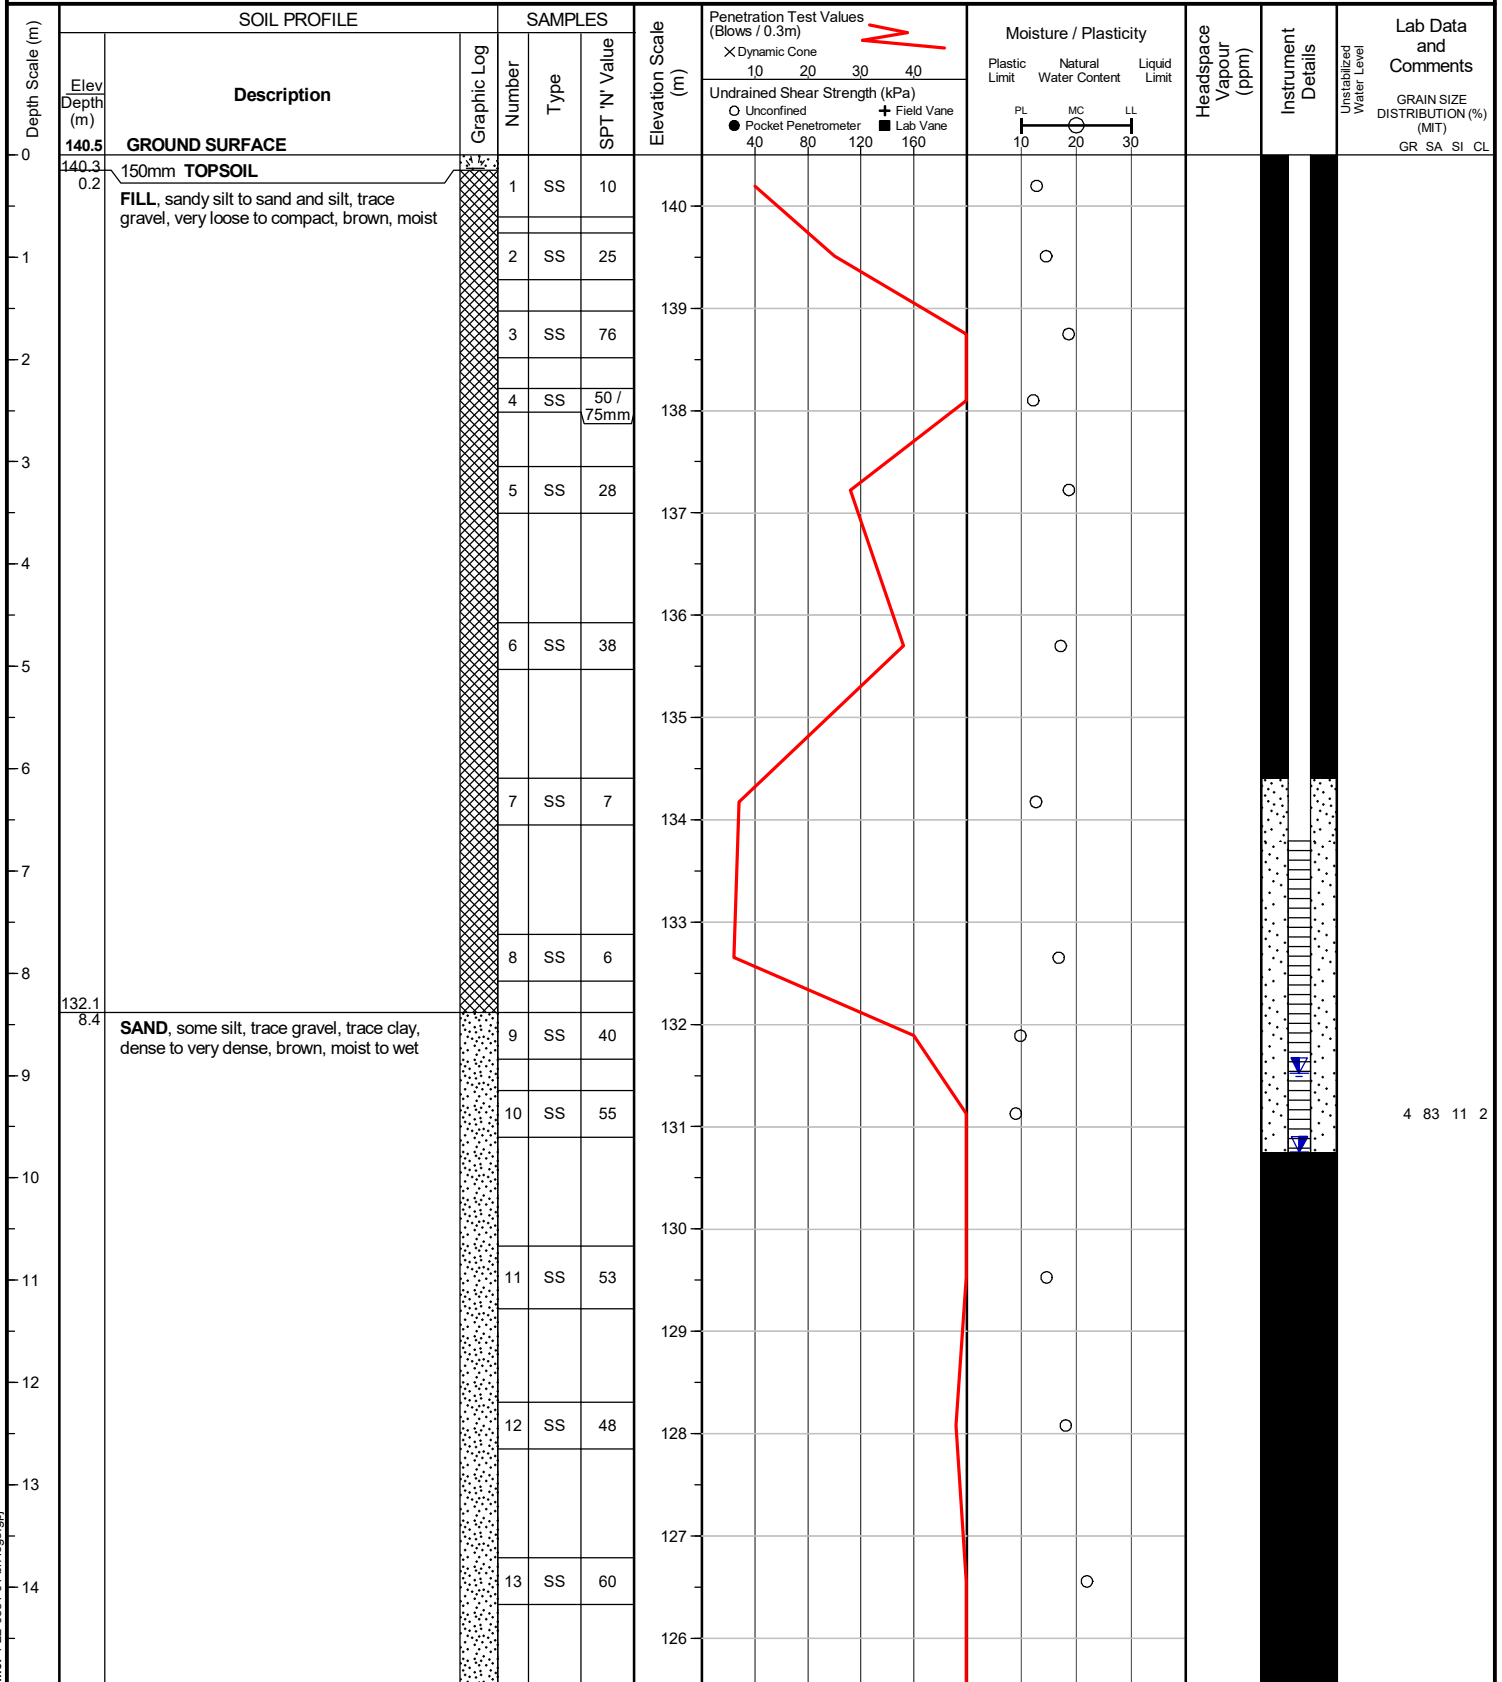 SOIL PROFILE
SAMPLES
Depth Scale (m)
Elev
Depth
(m)
Description
Graphic Log
Number
Type
SPT 'N' Value
Elevation Scale
(m)
Penetration Test Values
(Blows / 0.3m)
Dynamic Cone
10 20 30 40
Undrained Shear Strength (kPa)
Unconfined
Field Vane
Pocket Penetrometer
Lab Vane
40 80 120 160
Moisture / Plasticity
Plastic
Limit
Natural
Water Content
Liquid
Limit
PL MC LL
10 20 30
Headspace
Vapour
(ppm)
Instrument
Details
Unstabilized
Water Level
Lab Data
and
Comments
GRAIN SIZE
DISTRIBUTION (%)
(MIT)
GR SA SI CL
140.5 GROUND SURFACE
0
140.3
0.2
150mm TOPSOIL
FILL, sandy silt to sand and silt, trace
gravel, very loose to compact, brown, moist
1 SS 10
140
1
2 SS 25
139
3 SS 76
2
4 SS 50 /
75mm
138
3
5 SS 28
137
4
136
6 SS 38
5
135
6
7 SS 7
134
7
133
8 SS 6
8
132.1
8.4
SAND, some silt, trace gravel, trace clay,
dense to very dense, brown, moist to wet
132
9 SS 40
9
10 SS 55
4 83 11 2
131
10
130
11 SS 53
11
129
12
12 SS 48
128
13
127
13 SS 60
14
126